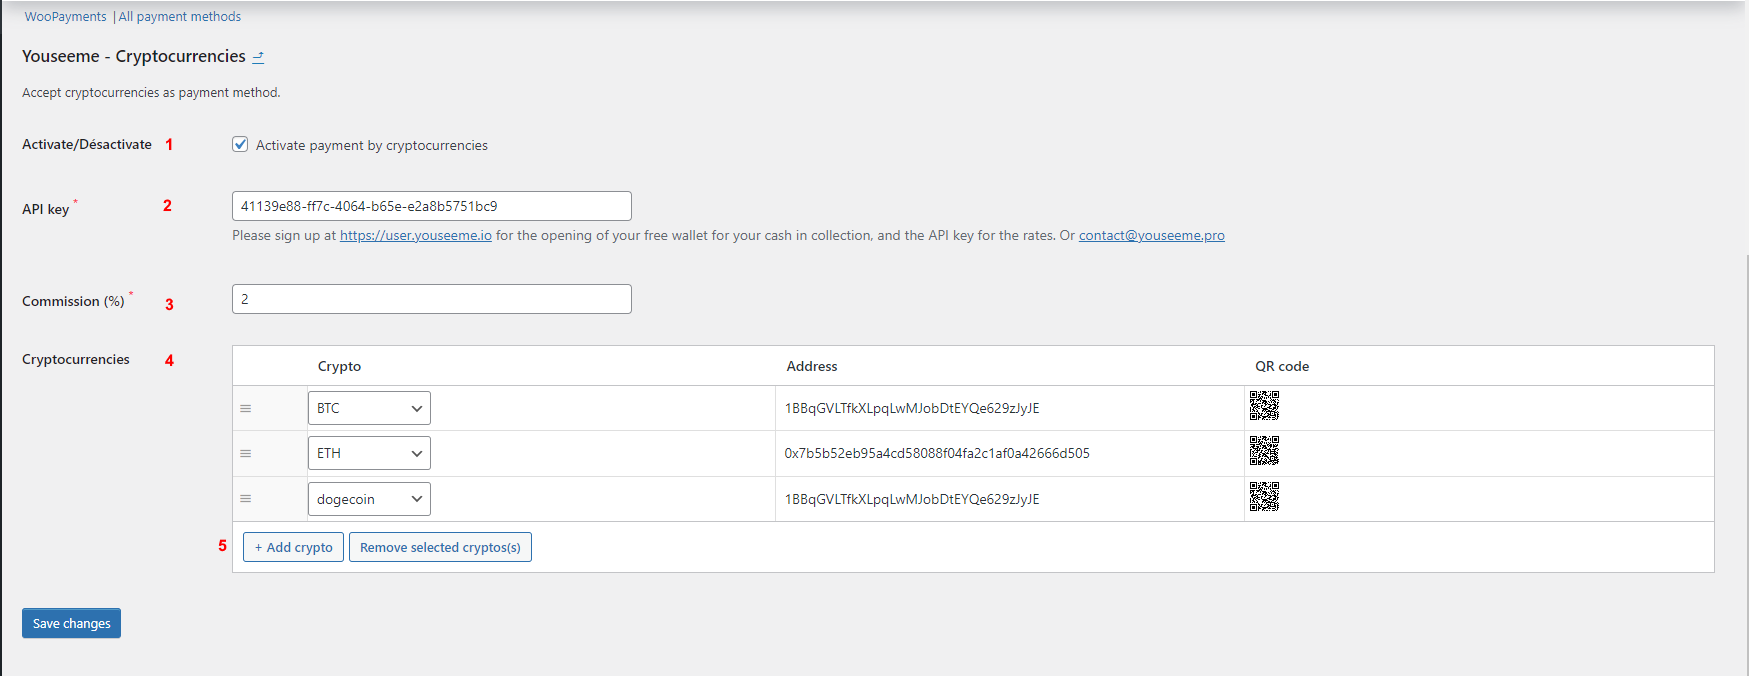 WooPayments | All payment methods
Youseeme - Cryptocurrencies
Accept cryptocurrencies as payment method.
Activate/Désactivate 1 Activate payment by cryptocurrencies
API key * 2 41139e88-ff7c-4064-b65e-e2a8b5751bc9
Please sign up at https://user.youseeme.io for the opening of your free wallet for your cash in collection, and the API key for the rates. Or contact@youseeme.pro
Commission (%) * 3 2
Cryptocurrencies 4 Crypto Address QR code
BTC 1BBqGVLTfkXLpqLwMJobDtEYQe629zJyJE
ETH 0x7b5b52eb95a4cd58088f04fa2c1af0a42666d505
dogecoin 1BBqGVLTfkXLpqLwMJobDtEYQe629zJyJE
5 + Add crypto Remove selected cryptos(s)
Save changes